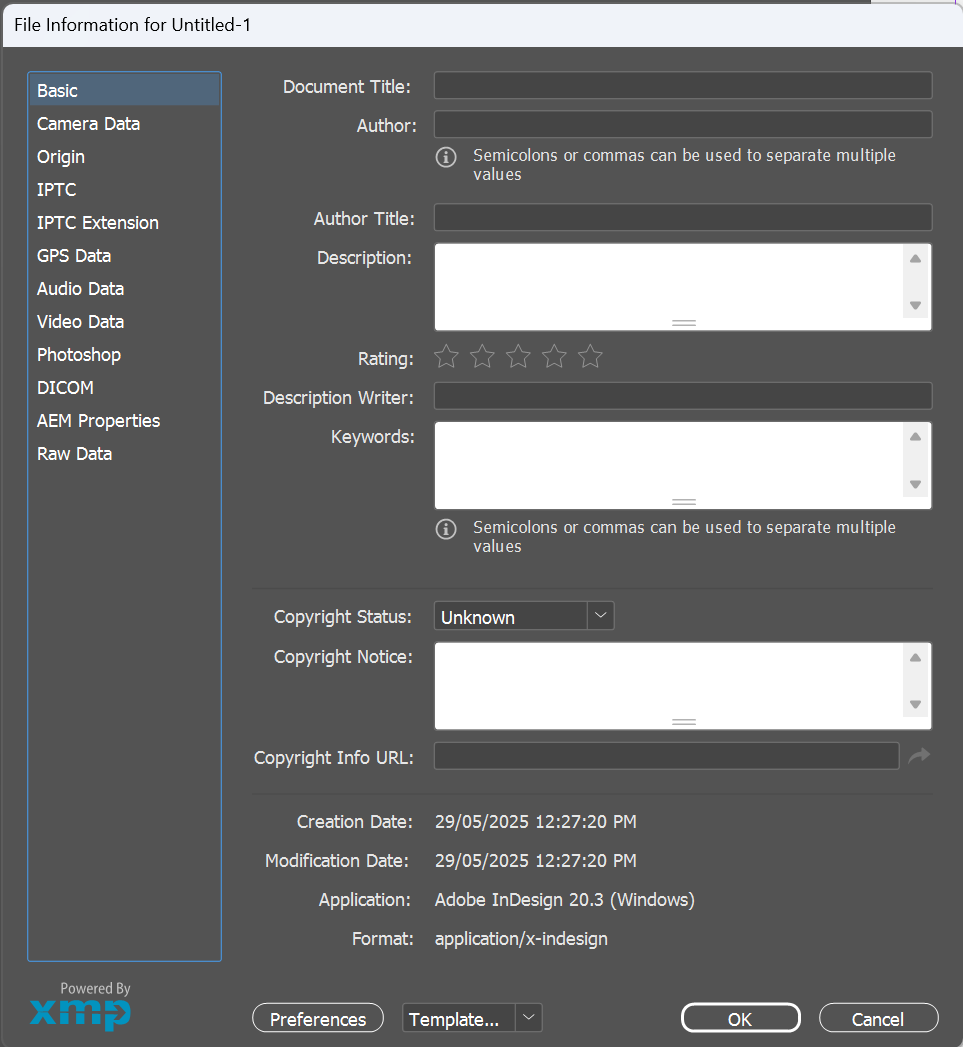 File Information for Untitled-1
Basic
Camera Data
Origin
IPTC
IPTC Extension
GPS Data
Audio Data
Video Data
Photoshop
DICOM
AEM Properties
Raw Data
Document Title:
Author:
Semicolons or commas can be used to separate multiple
values
Author Title:
Description:
Rating:
Description Writer:
Keywords:
Semicolons or commas can be used to separate multiple
values
Copyright Status: Unknown
Copyright Notice:
Copyright Info URL:
Creation Date: 29/05/2025 12:27:20 PM
Modification Date: 29/05/2025 12:27:20 PM
Application: Adobe InDesign 20.3 (Windows)
Format: application/x-indesign
Powered By
xmp
Preferences Template... OK Cancel